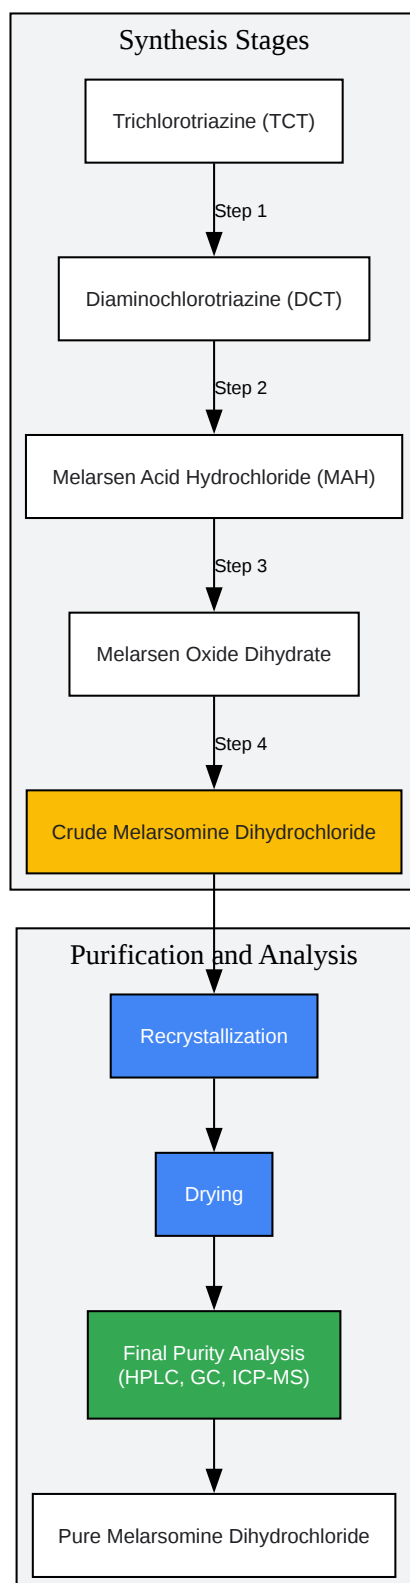 Synthesis Stages
Trichlorotriazine (TCT)
Step 1
Diaminochlorotriazine (DCT)
Step 2
Melarsen Acid Hydrochloride (MAH)
Step 3
Melarsen Oxide Dihydrate
Step 4
Crude Melarsomine Dihydrochloride
Purification and Analysis
Recrystallization
Drying
Final Purity Analysis
(HPLC, GC, ICP-MS)
Pure Melarsomine Dihydrochloride